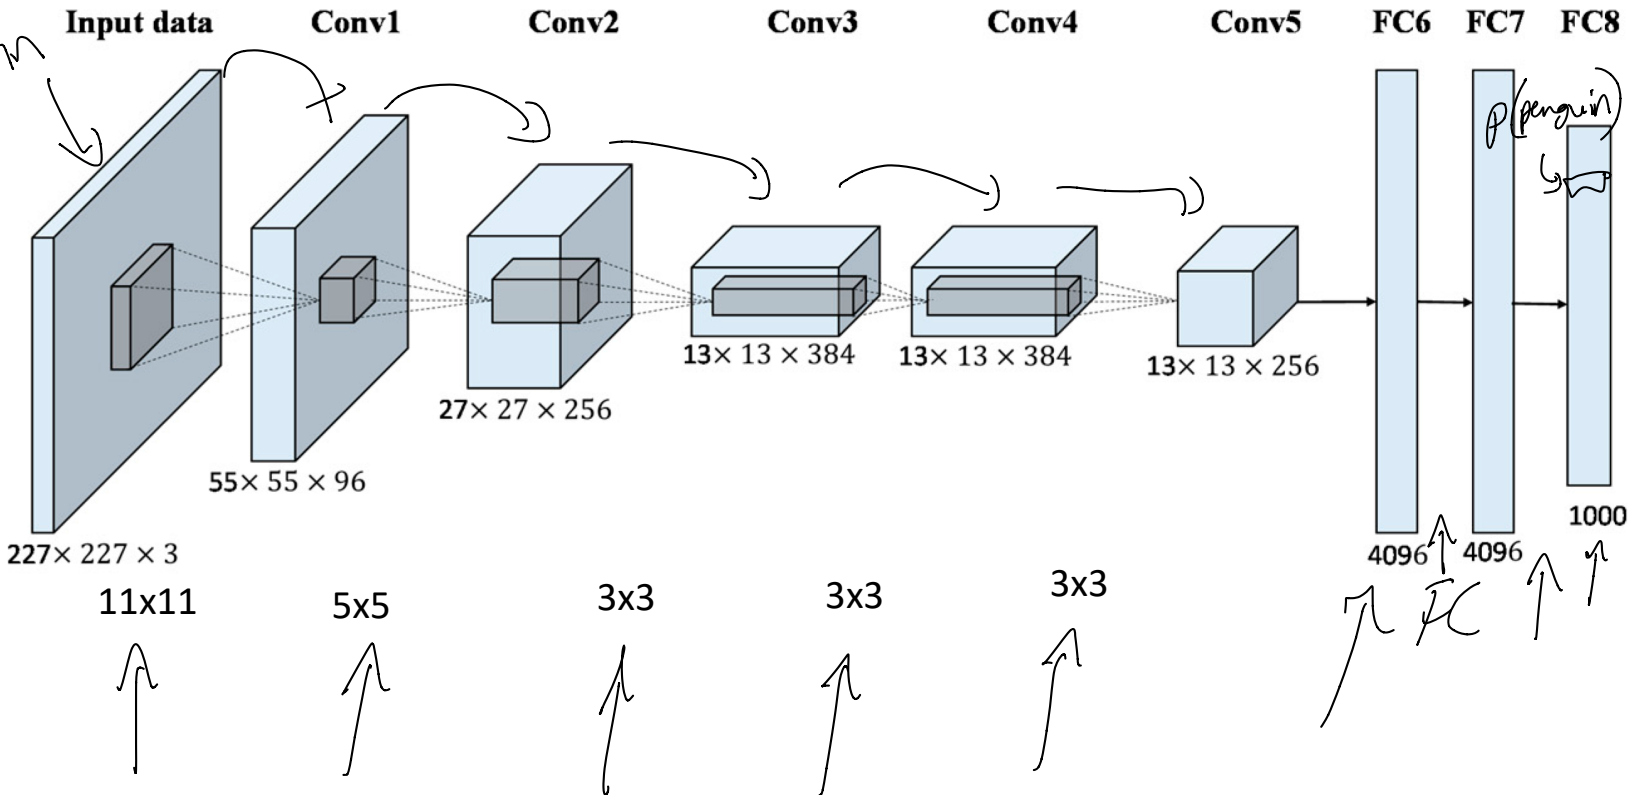 Input data Conv1 Conv2 Conv3 Conv4 Conv5 FC6 FC7 FC8
p(penguin)
13× 13 × 384 13× 13 × 384 13× 13 × 256
27× 27 × 256
55× 55 × 96
1000
227× 227 × 3 4096 4096
11x11 5x5 3x3 3x3 3x3
FC